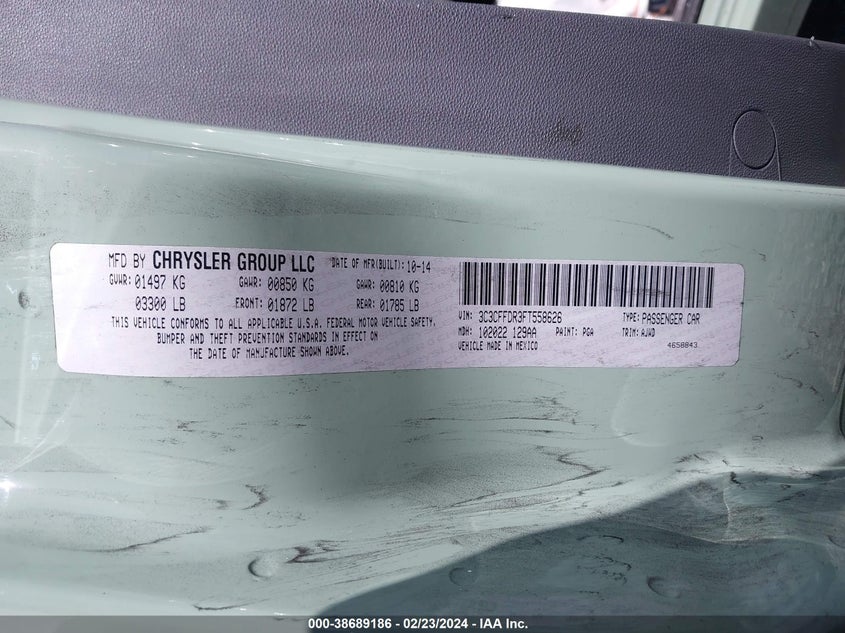 MFD BY CHRYSLER GROUP LLC DATE OF MFR(BUILT): 10-14
GVWR: 01497 KG GAWR: 00850 KG GAWR: 00810 KG
03300 LB FRONT: 01872 LB REAR: 01785 LB
THIS VEHICLE CONFORMS TO ALL APPLICABLE U.S.A. FEDERAL MOTOR VEHICLE SAFETY,
BUMPER AND THEFT PREVENTION STANDARDS IN EFFECT ON
THE DATE OF MANUFACTURE SHOWN ABOVE.
VIN: 3C3CFFDR3FT558626 TYPE: PASSENGER CAR
MDH: 102022 129AA PAINT: PGA TRIM: AJWD
VEHICLE MADE IN MEXICO 4658843
000-38689186 - 02/23/2024 - IAA Inc.